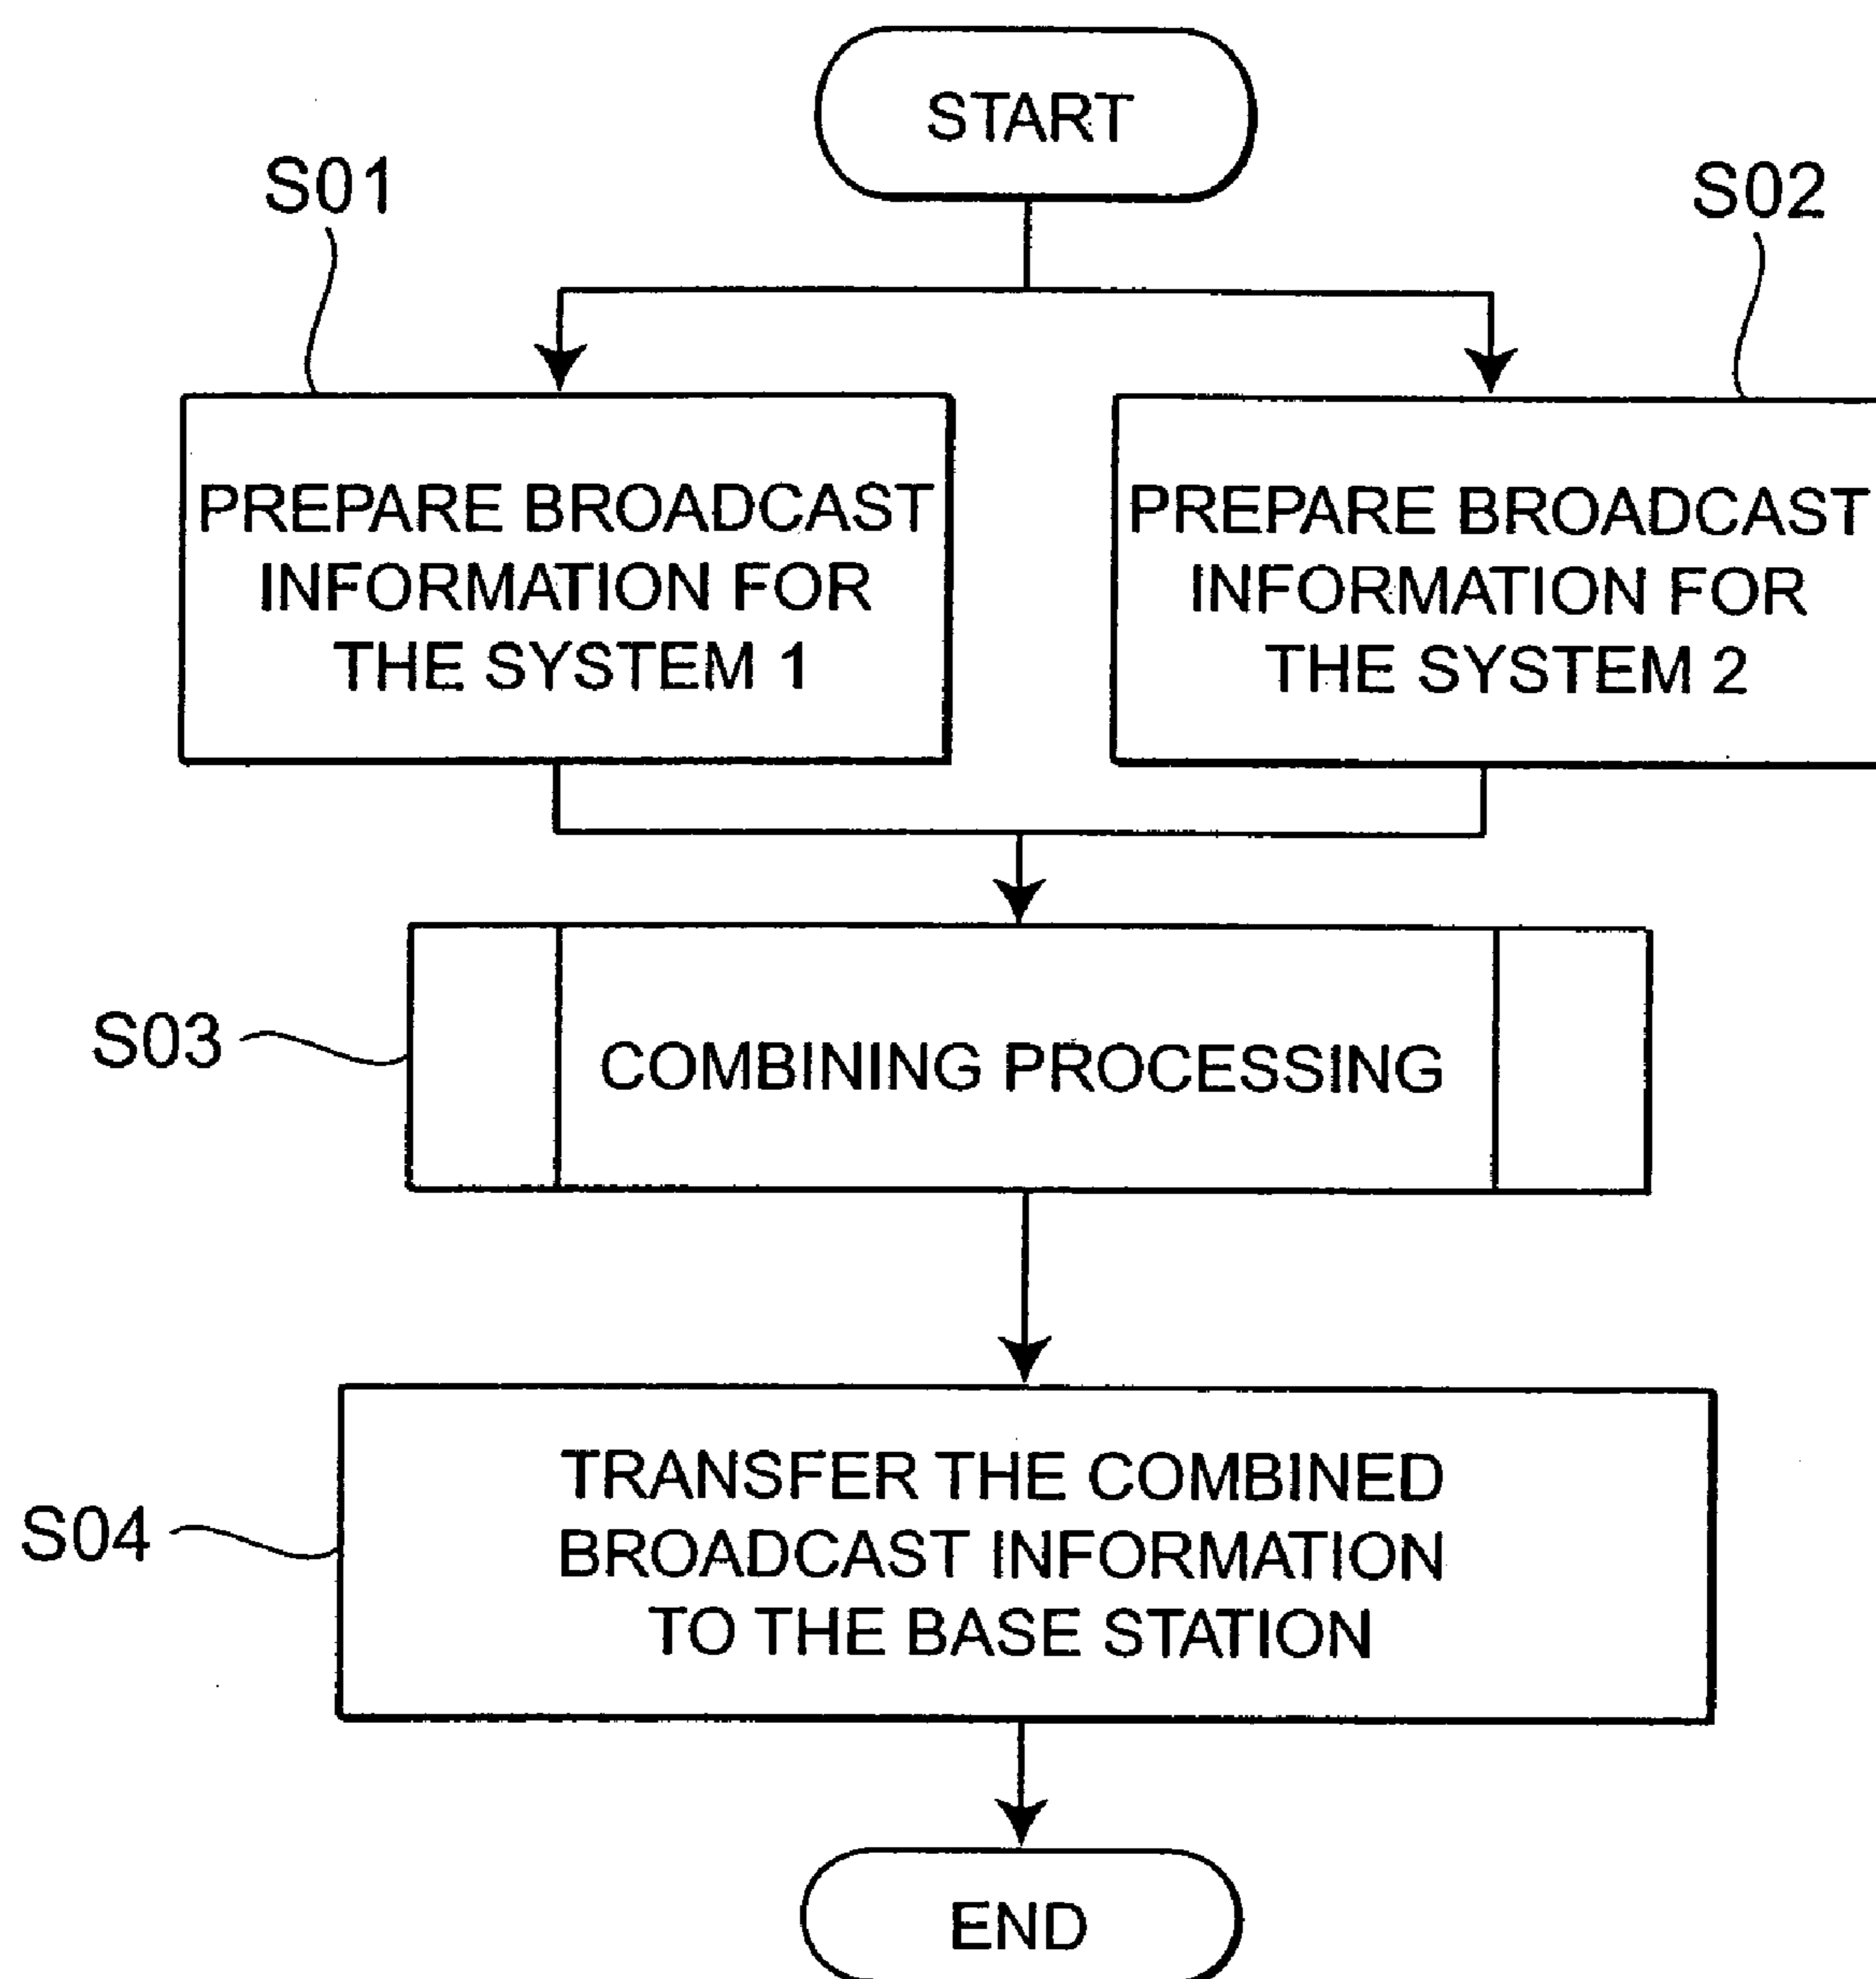 START
S01
S02
PREPARE BROADCAST
INFORMATION FOR
THE SYSTEM 1
PREPARE BROADCAST
INFORMATION FOR
THE SYSTEM 2
S03
COMBINING PROCESSING
S04
TRANSFER THE COMBINED
BROADCAST INFORMATION
TO THE BASE STATION
END